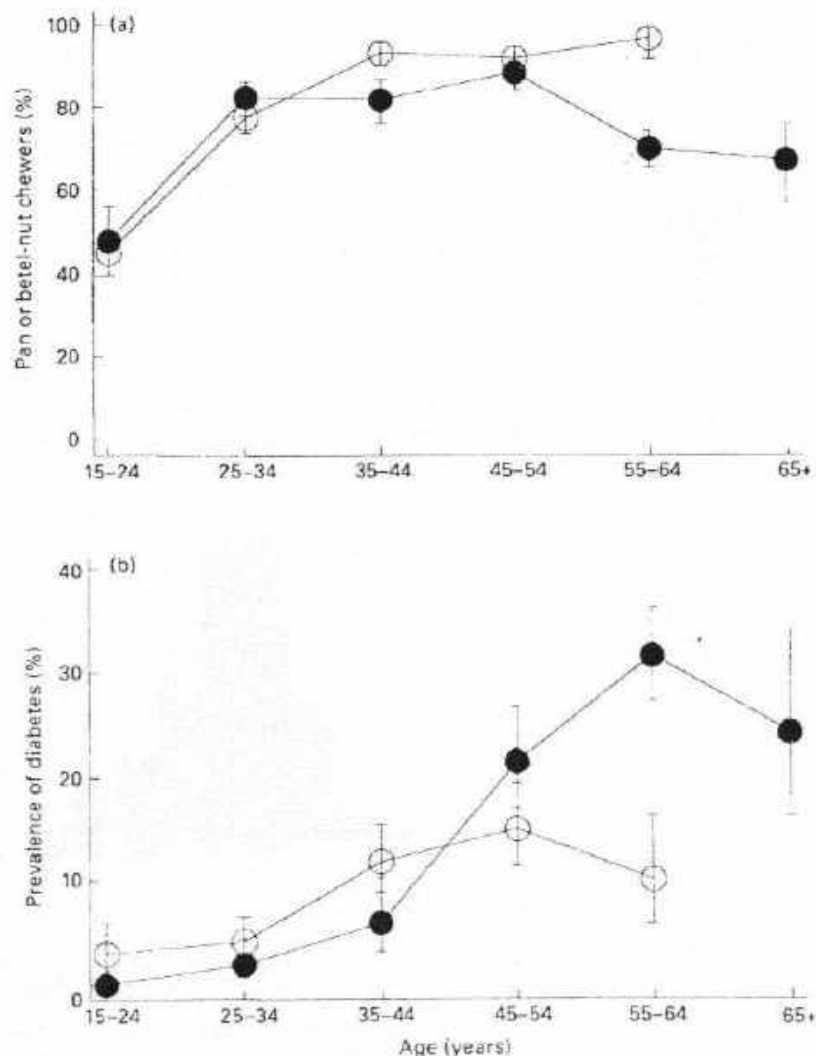 (a)
100
80
60
40
20
0
Pan or betel-nut chewers (%)
15–24 25–34 35–44 45–54 55–64 65+
(b)
40
30
20
10
0
Prevalence of diabetes (%)
15–24 25–34 35–44 45–54 55–64 65+
Age (years)